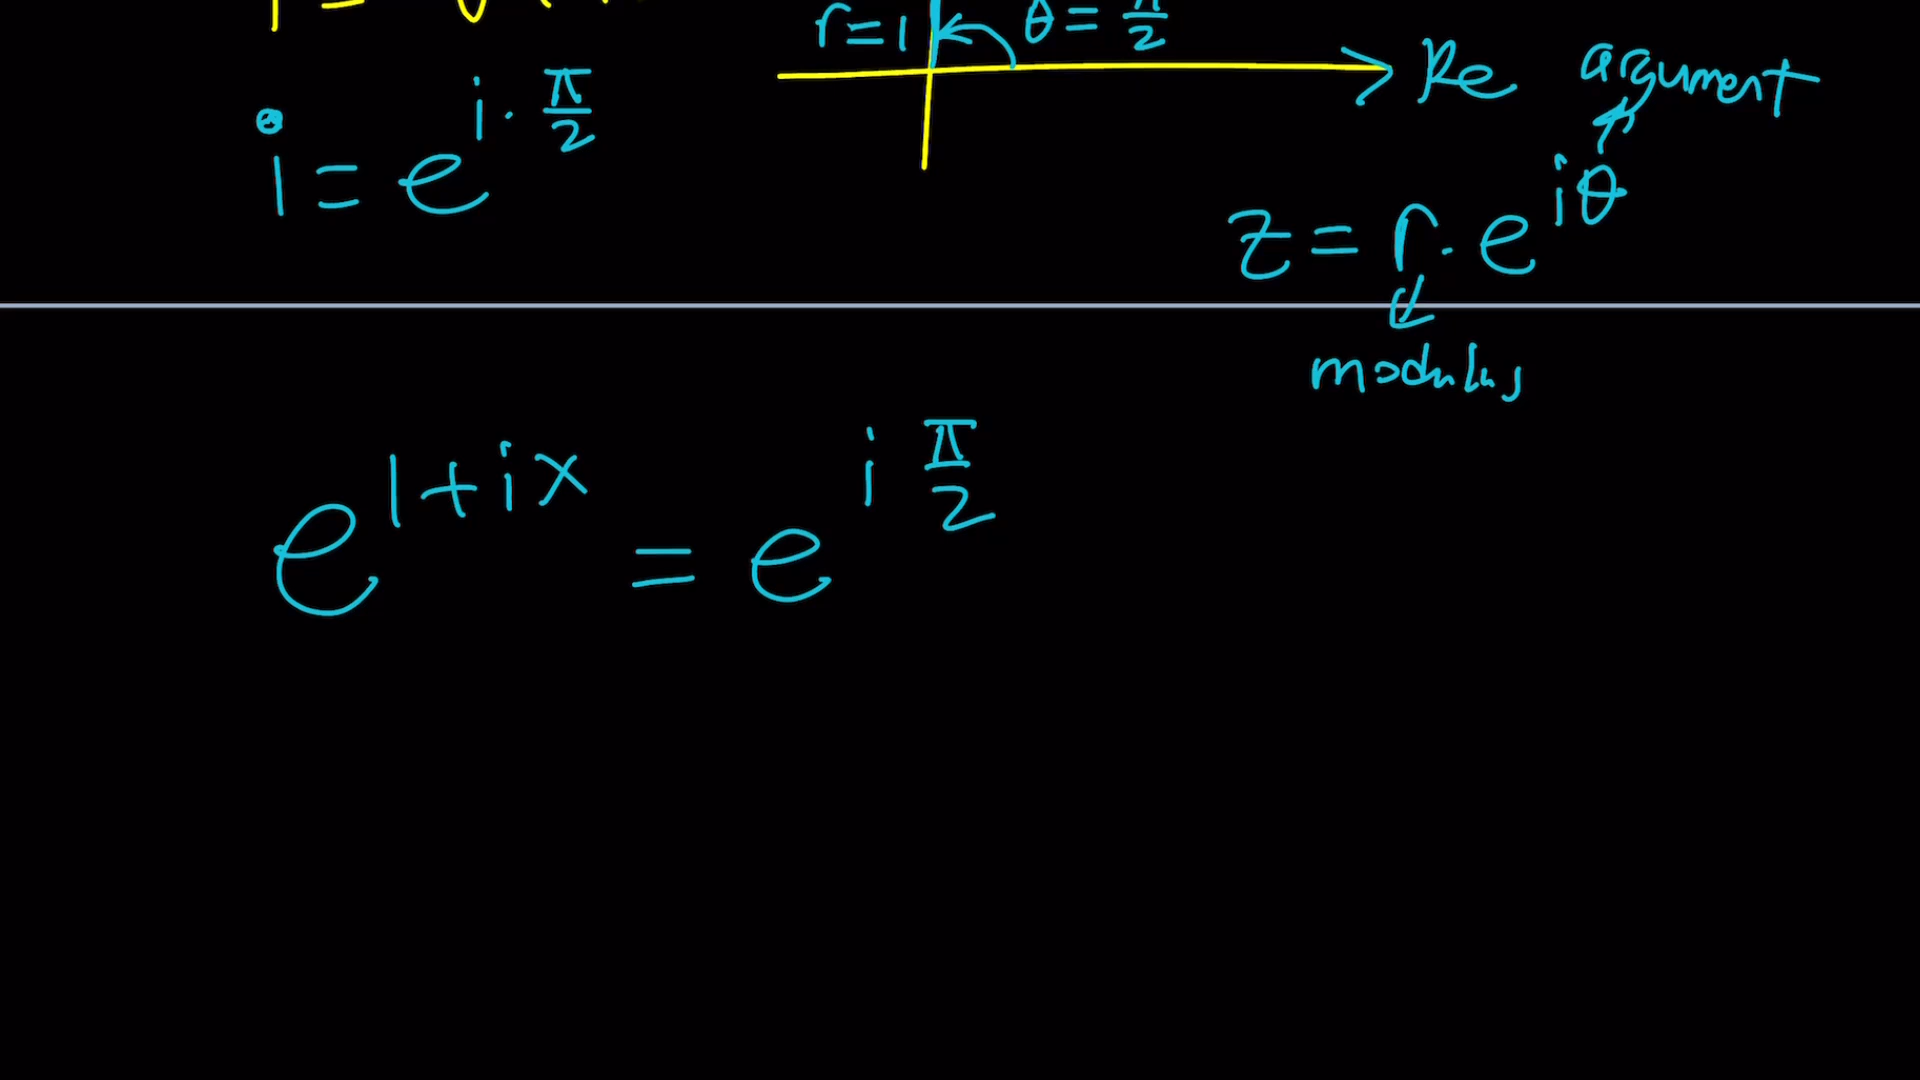 r=1 θ=π/2
Re argument
i=e^{i·π/2}
z=r·e^{iθ}
modulus
e^{1+ix}=e^{iπ/2}